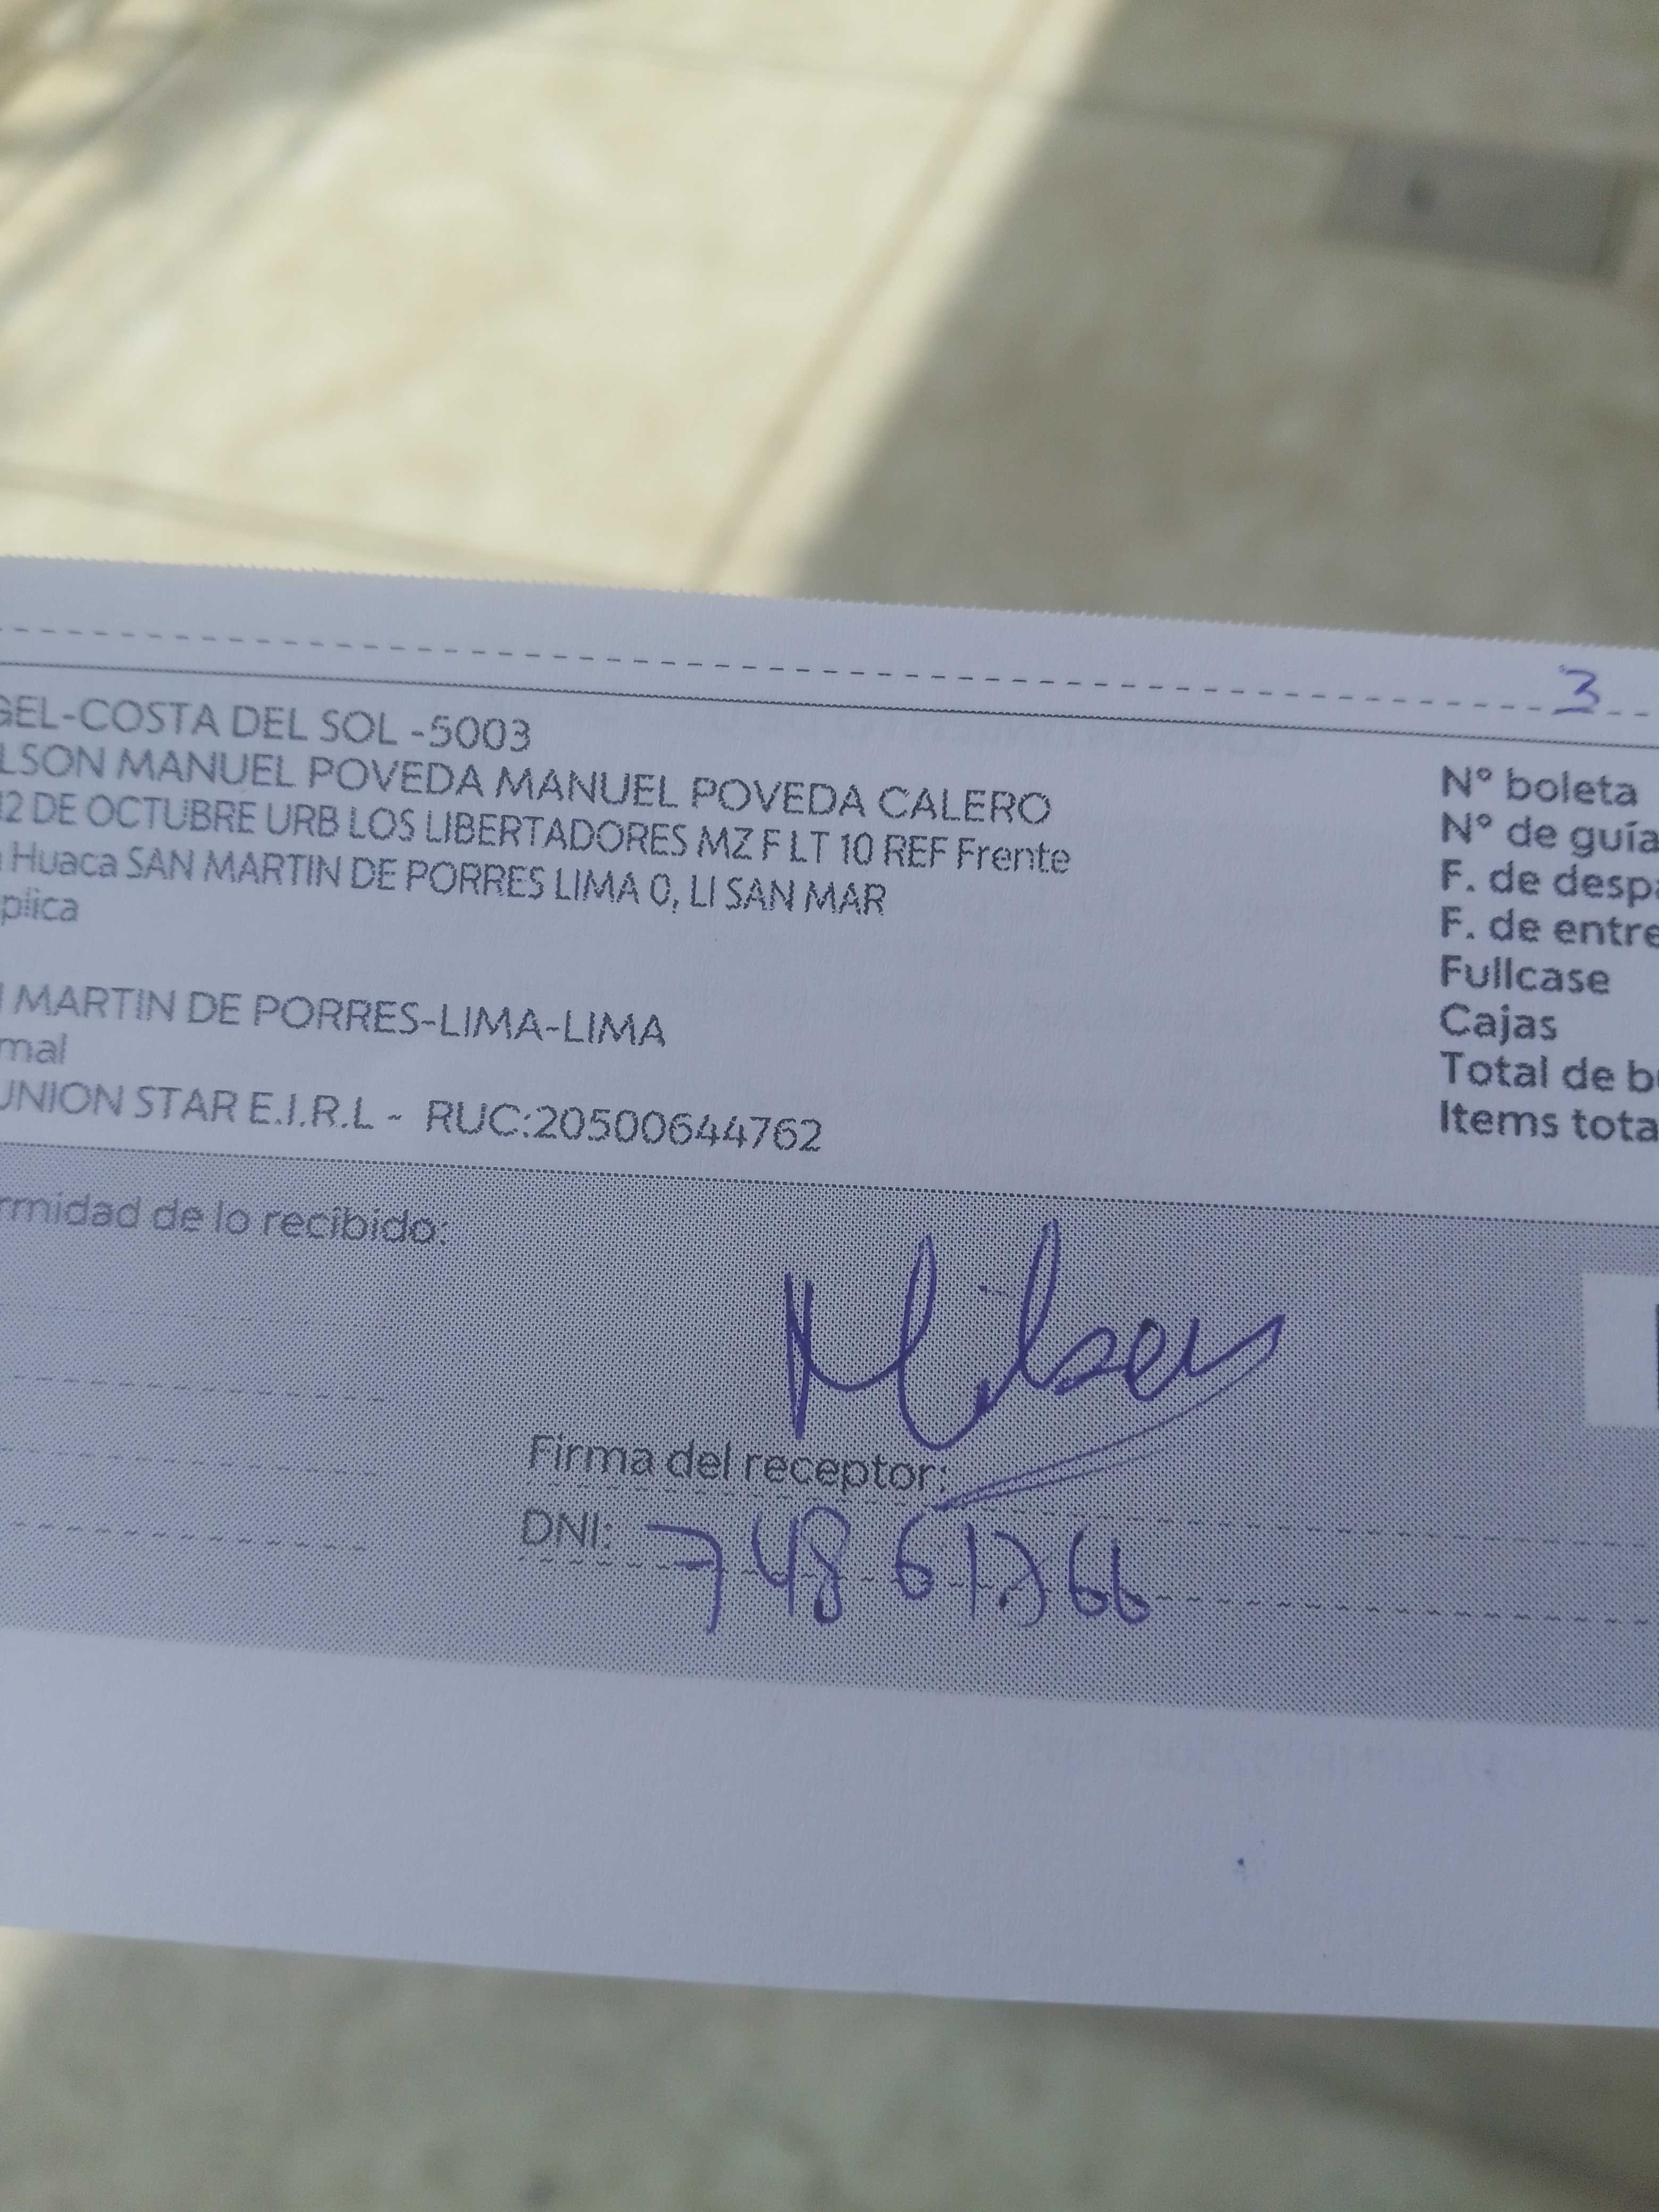 3
GEL-COSTA DEL SOL -5003
LSON MANUEL POVEDA MANUEL POVEDA CALERO
12 DE OCTUBRE URB LOS LIBERTADORES MZ F LT 10 REF Frente
Huaca SAN MARTIN DE PORRES LIMA 0, LI SAN MAR
plica
MARTIN DE PORRES-LIMA-LIMA
mal
UNION STAR E.I.R.L - RUC:20500644762
Nº boleta
Nº de guía
F. de despa
F. de entre
Fullcase
Cajas
Total de bu
Items tota
rmidad de lo recibido:
Firma del receptor:
DNI: 74861266